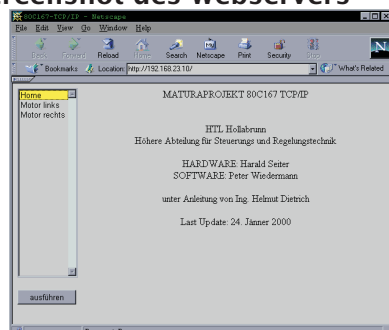 Screenshot des Webservers
80C167-TCP/IP - Netscape
File Edit View Go Window Help
Back Forward Reload Home Search Netscape Print Security Stop
Bookmarks Location: http://192.168.23.10/ What's Related
Home
Motor links
Motor rechts
MATURAPROJEKT 80C167 TCP/IP
HTL Hollabrunn
Höhere Abteilung für Steuerungs und Regelungstechnik
HARDWARE: Harald Seiter
SOFTWARE: Peter Wiedermann
unter Anleitung von Ing. Helmut Dietrich
Last Update: 24. Jänner 2000
ausführen